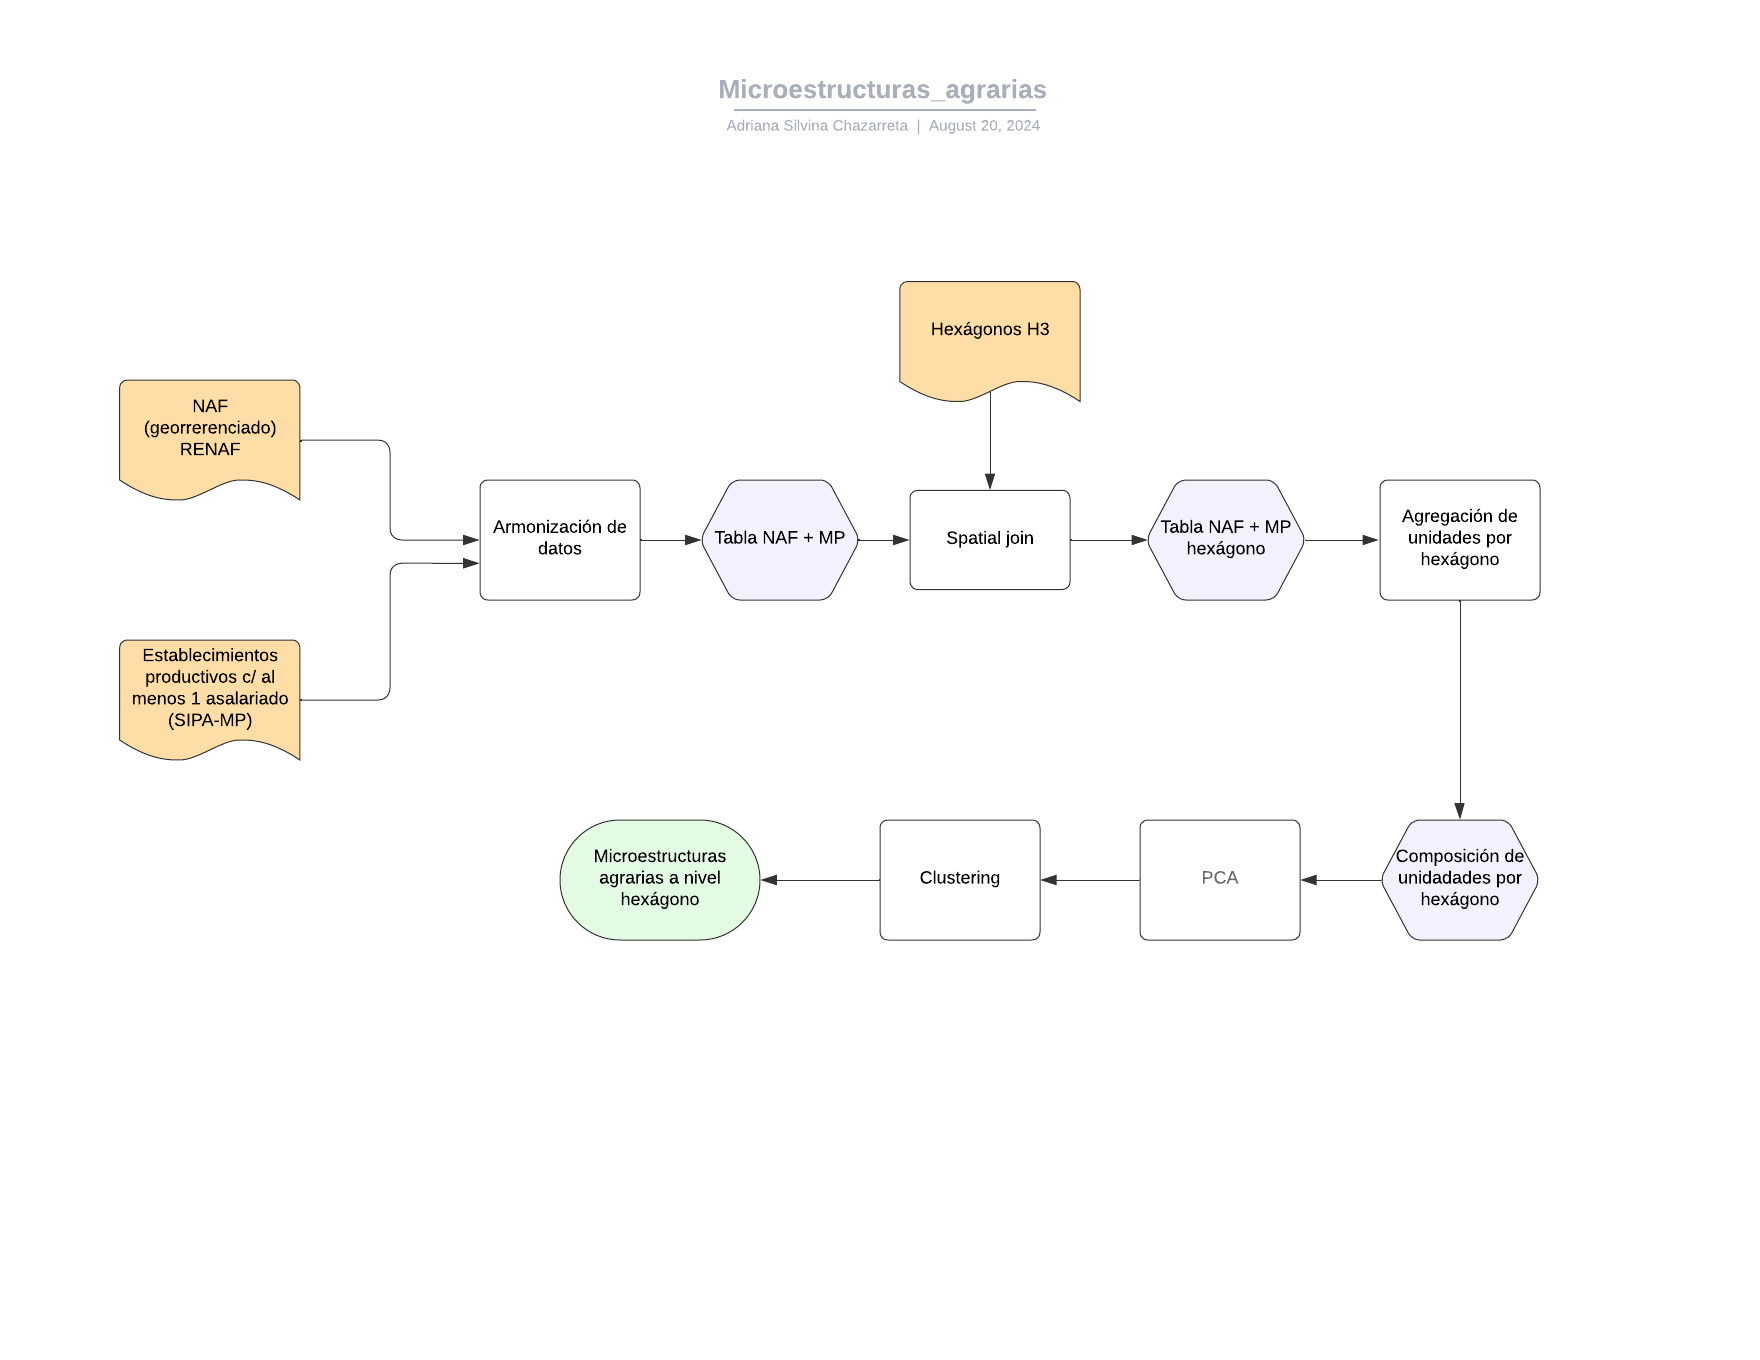 Microestructuras_agrarias
Adriana Silvina Chazarreta | August 20, 2024
Hexágonos H3
NAF
(georrerenciado)
RENAF
Establecimientos
productivos c/ al
menos 1 asalariado
(SIPA-MP)
Armonización de
datos
Tabla NAF + MP
Spatial join
Tabla NAF + MP
hexágono
Agregación de
unidades por
hexágono
Composición de
unidadades por
hexágono
PCA
Clustering
Microestructuras
agrarias a nivel
hexágono